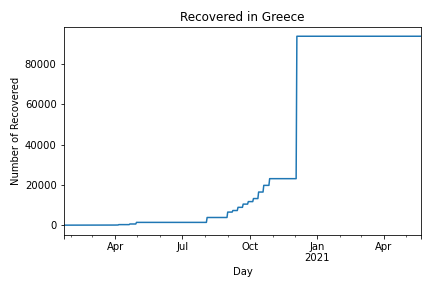 Recovered in Greece
Number of Recovered
80000
60000
40000
20000
0
Apr Jul Oct Jan Apr
2021
Day